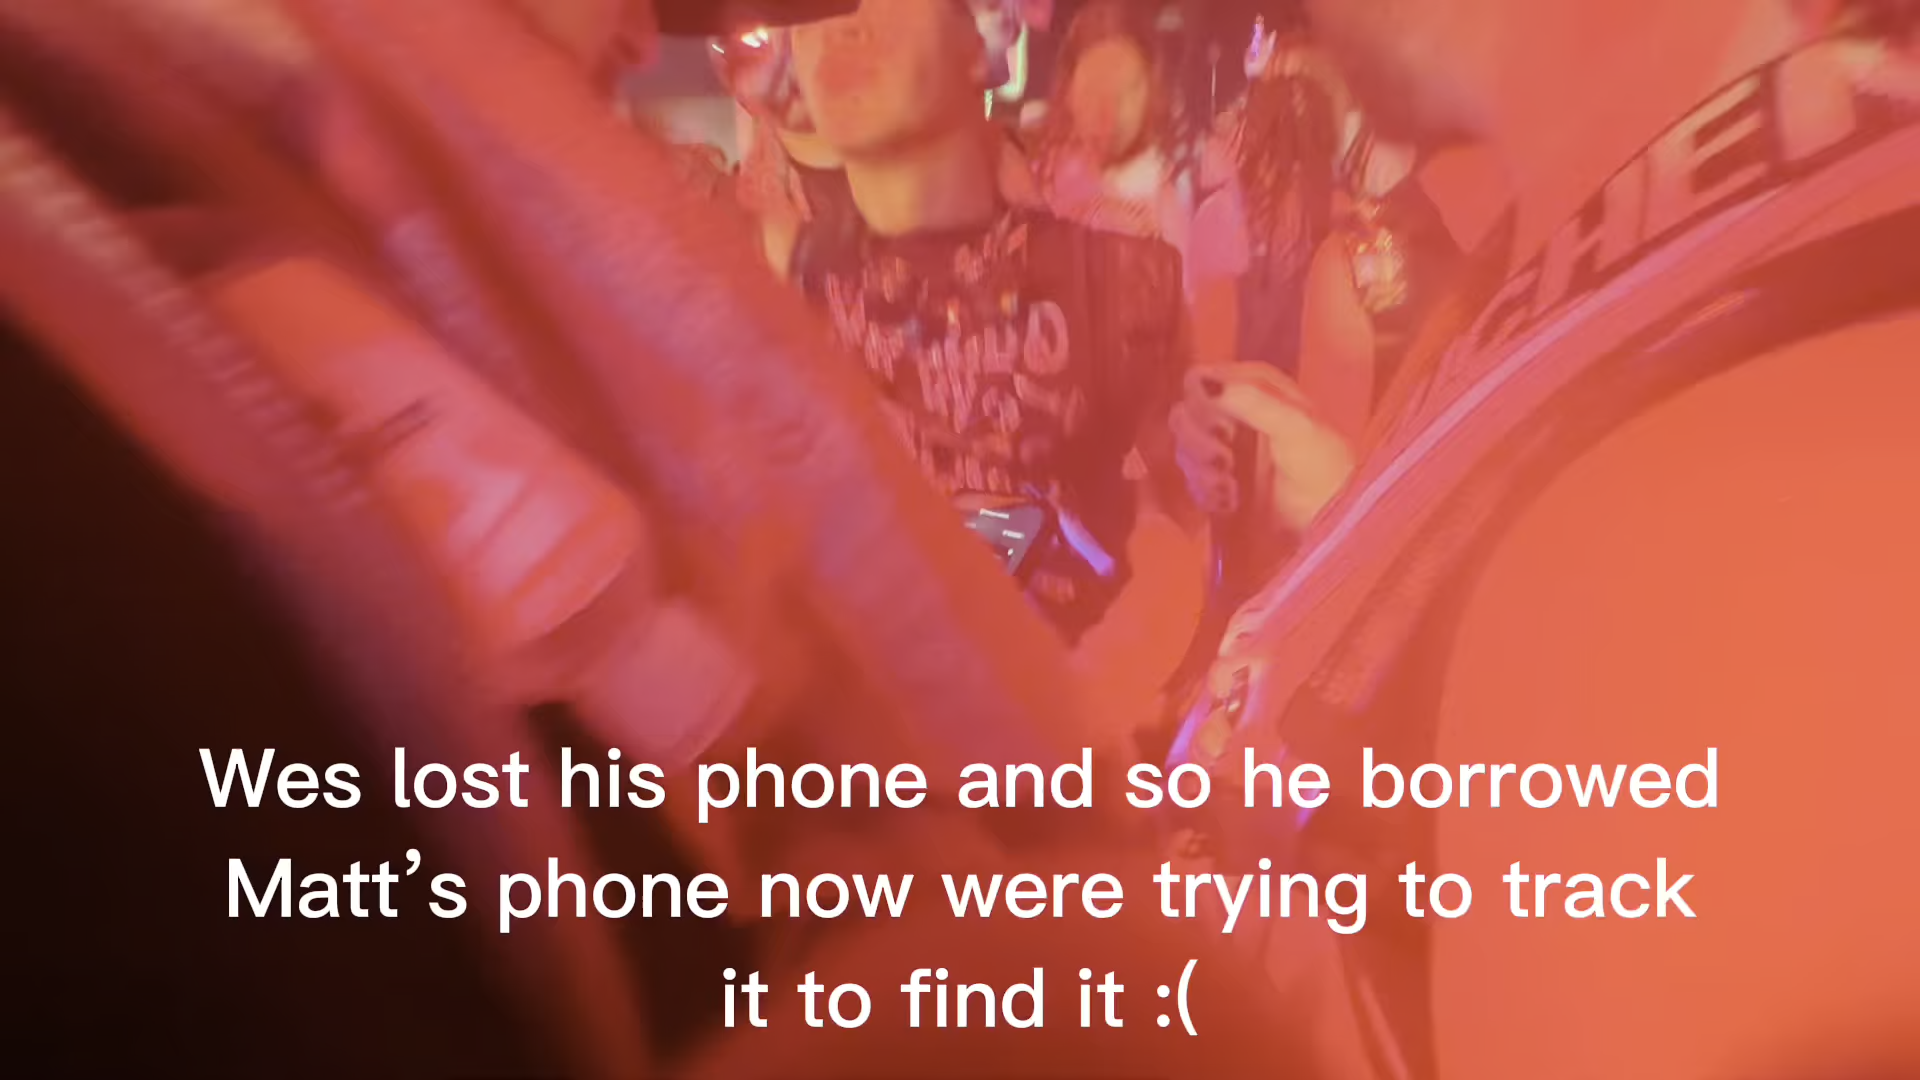 Wes lost his phone and so he borrowed
Matt’s phone now were trying to track
it to find it :(